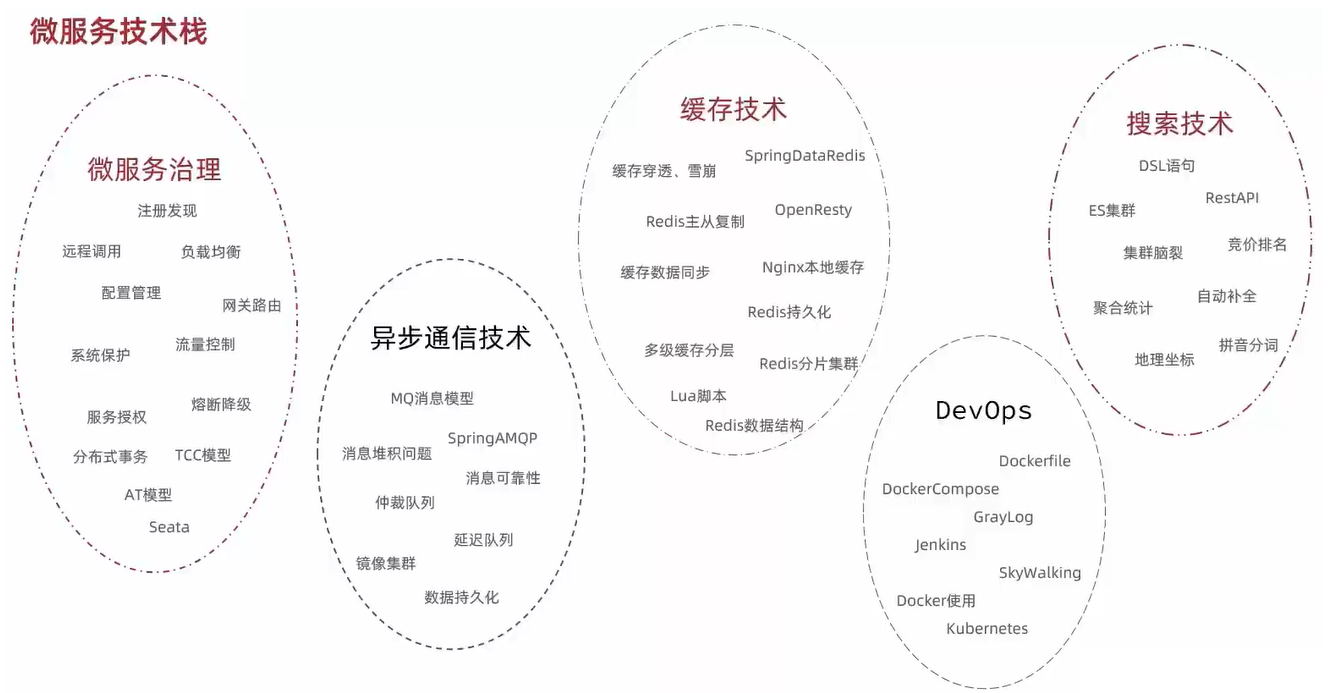 微服务技术栈
微服务治理
注册发现
远程调用
负载均衡
配置管理
网关路由
流量控制
系统保护
熔断降级
服务授权
分布式事务
TCC模型
AT模型
Seata
异步通信技术
MQ消息模型
SpringAMQP
消息堆积问题
消息可靠性
仲裁队列
延迟队列
镜像集群
数据持久化
缓存技术
SpringDataRedis
缓存穿透、雪崩
OpenResty
Redis主从复制
Nginx本地缓存
缓存数据同步
Redis持久化
多级缓存分层
Redis分片集群
Lua脚本
Redis数据结构
DevOps
Dockerfile
DockerCompose
GrayLog
Jenkins
SkyWalking
Docker使用
Kubernetes
搜索技术
DSL语句
RestAPI
ES集群
竞价排名
集群脑裂
自动补全
聚合统计
拼音分词
地理坐标